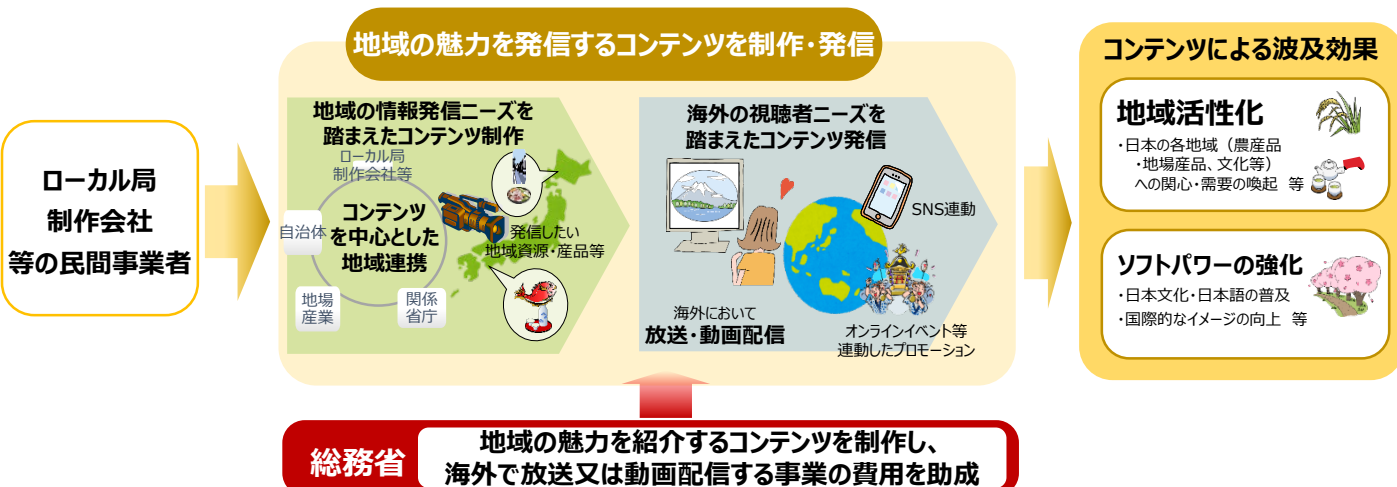 地域の魅力を発信するコンテンツを制作・発信
ローカル局
制作会社
等の民間事業者
地域の情報発信ニーズを
踏まえたコンテンツ制作
ローカル局
制作会社等
自治体
コンテンツ
を中心とした
地域連携
地場
産業
関係
省庁
発信したい
地域資源・産品等
海外の視聴者ニーズを
踏まえたコンテンツ発信
SNS連動
海外において
放送・動画配信
オンラインイベント等
連動したプロモーション
コンテンツによる波及効果
地域活性化
・日本の各地域（農産品
・地場産品、文化等）
への関心・需要の喚起 等
ソフトパワーの強化
・日本文化・日本語の普及
・国際的なイメージの向上 等
総務省
地域の魅力を紹介するコンテンツを制作し、
海外で放送又は動画配信する事業の費用を助成